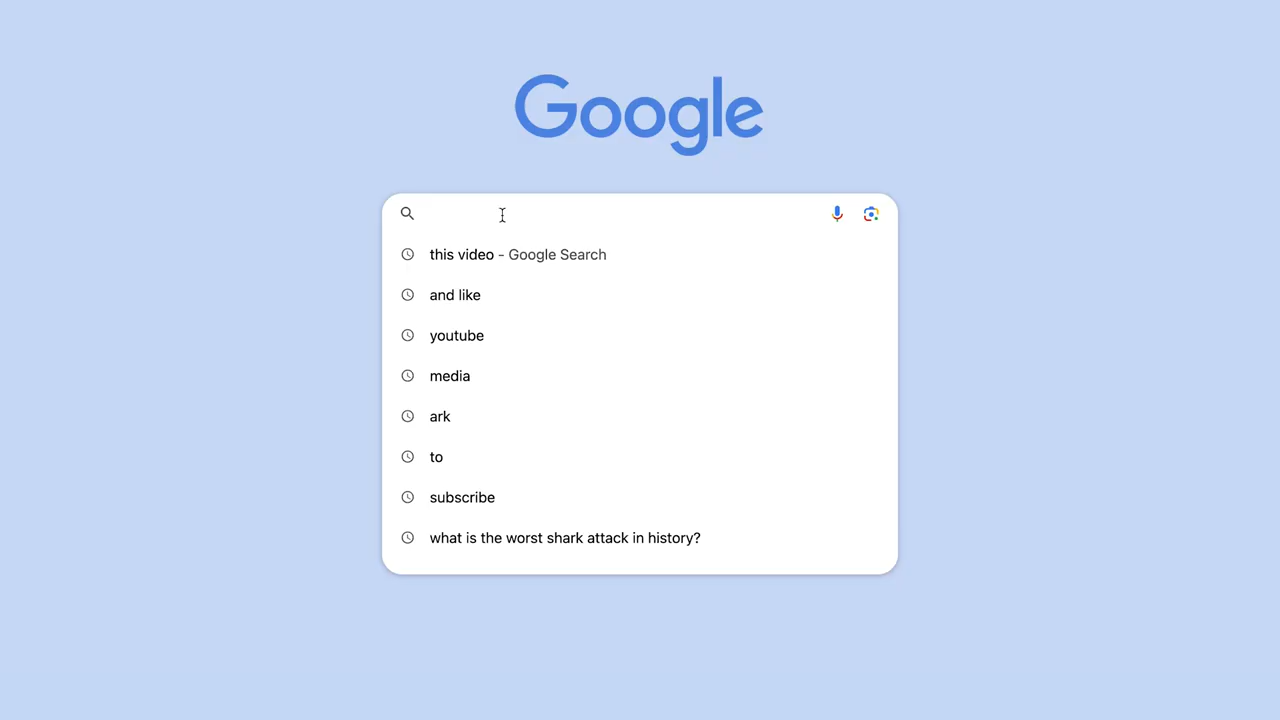 Google
this video - Google Search
and like
youtube
media
ark
to
subscribe
what is the worst shark attack in history?